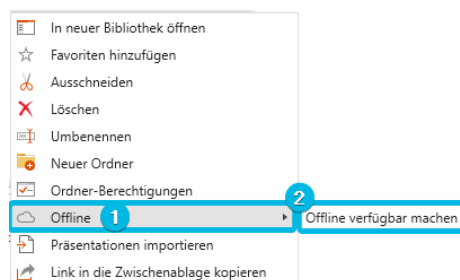 In neuer Bibliothek öffnen
Favoriten hinzufügen
Ausschneiden
Löschen
Umbenennen
Neuer Ordner
Ordner-Berechtigungen
2
Offline 1 Offline verfügbar machen
Präsentationen importieren
Link in die Zwischenablage kopieren